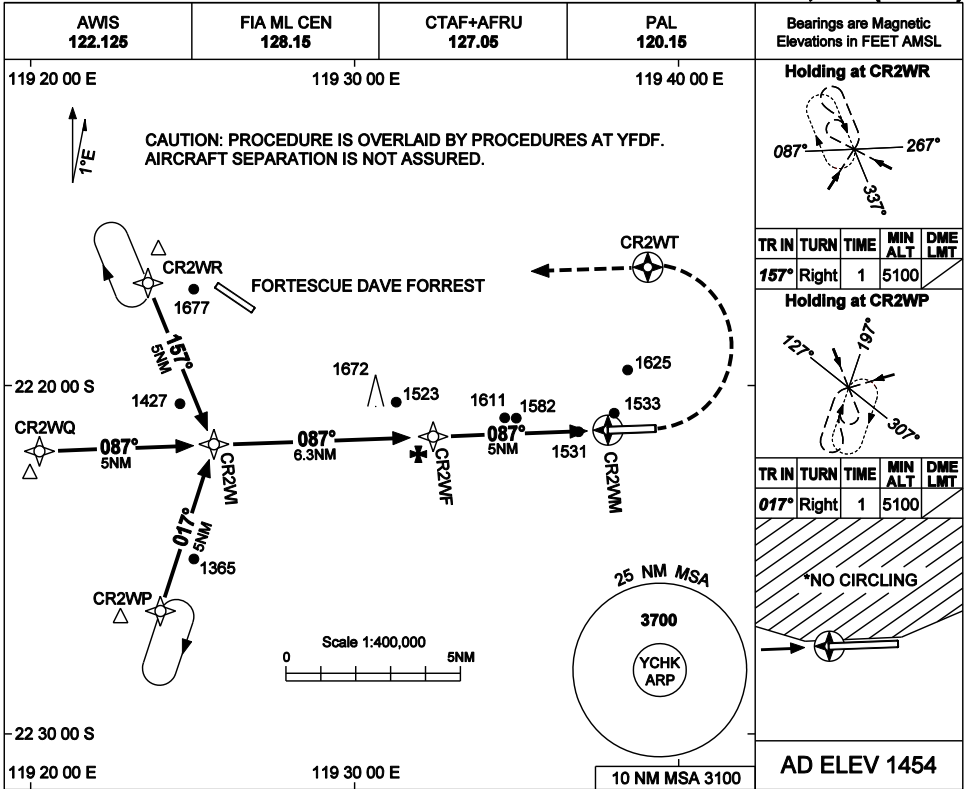 AWIS
122.125
FIA ML CEN
128.15
CTAF+AFRU
127.05
PAL
120.15
Bearings are Magnetic
Elevations in FEET AMSL
119 20 00 E
119 30 00 E
119 40 00 E
1°E
CAUTION: PROCEDURE IS OVERLAID BY PROCEDURES AT YFDF.
AIRCRAFT SEPARATION IS NOT ASSURED.
CR2WR
1677
FORTESCUE DAVE FORREST
CR2WT
157°
5NM
22 20 00 S
1427
1672
1523
1611
1582
1625
1533
1531
CR2WQ
087°
5NM
CR2WI
087°
6.3NM
CR2WF
087°
5NM
CR2WM
017°
5NM
1365
CR2WP
Scale 1:400,000
0
5NM
25 NM MSA
3700
YCHK
ARP
22 30 00 S
119 20 00 E
119 30 00 E
10 NM MSA 3100
Holding at CR2WR
087°
267°
337°
TR IN TURN TIME MIN ALT DME LMT
157° Right 1 5100
Holding at CR2WP
127°
197°
307°
TR IN TURN TIME MIN ALT DME LMT
017° Right 1 5100
*NO CIRCLING
AD ELEV 1454